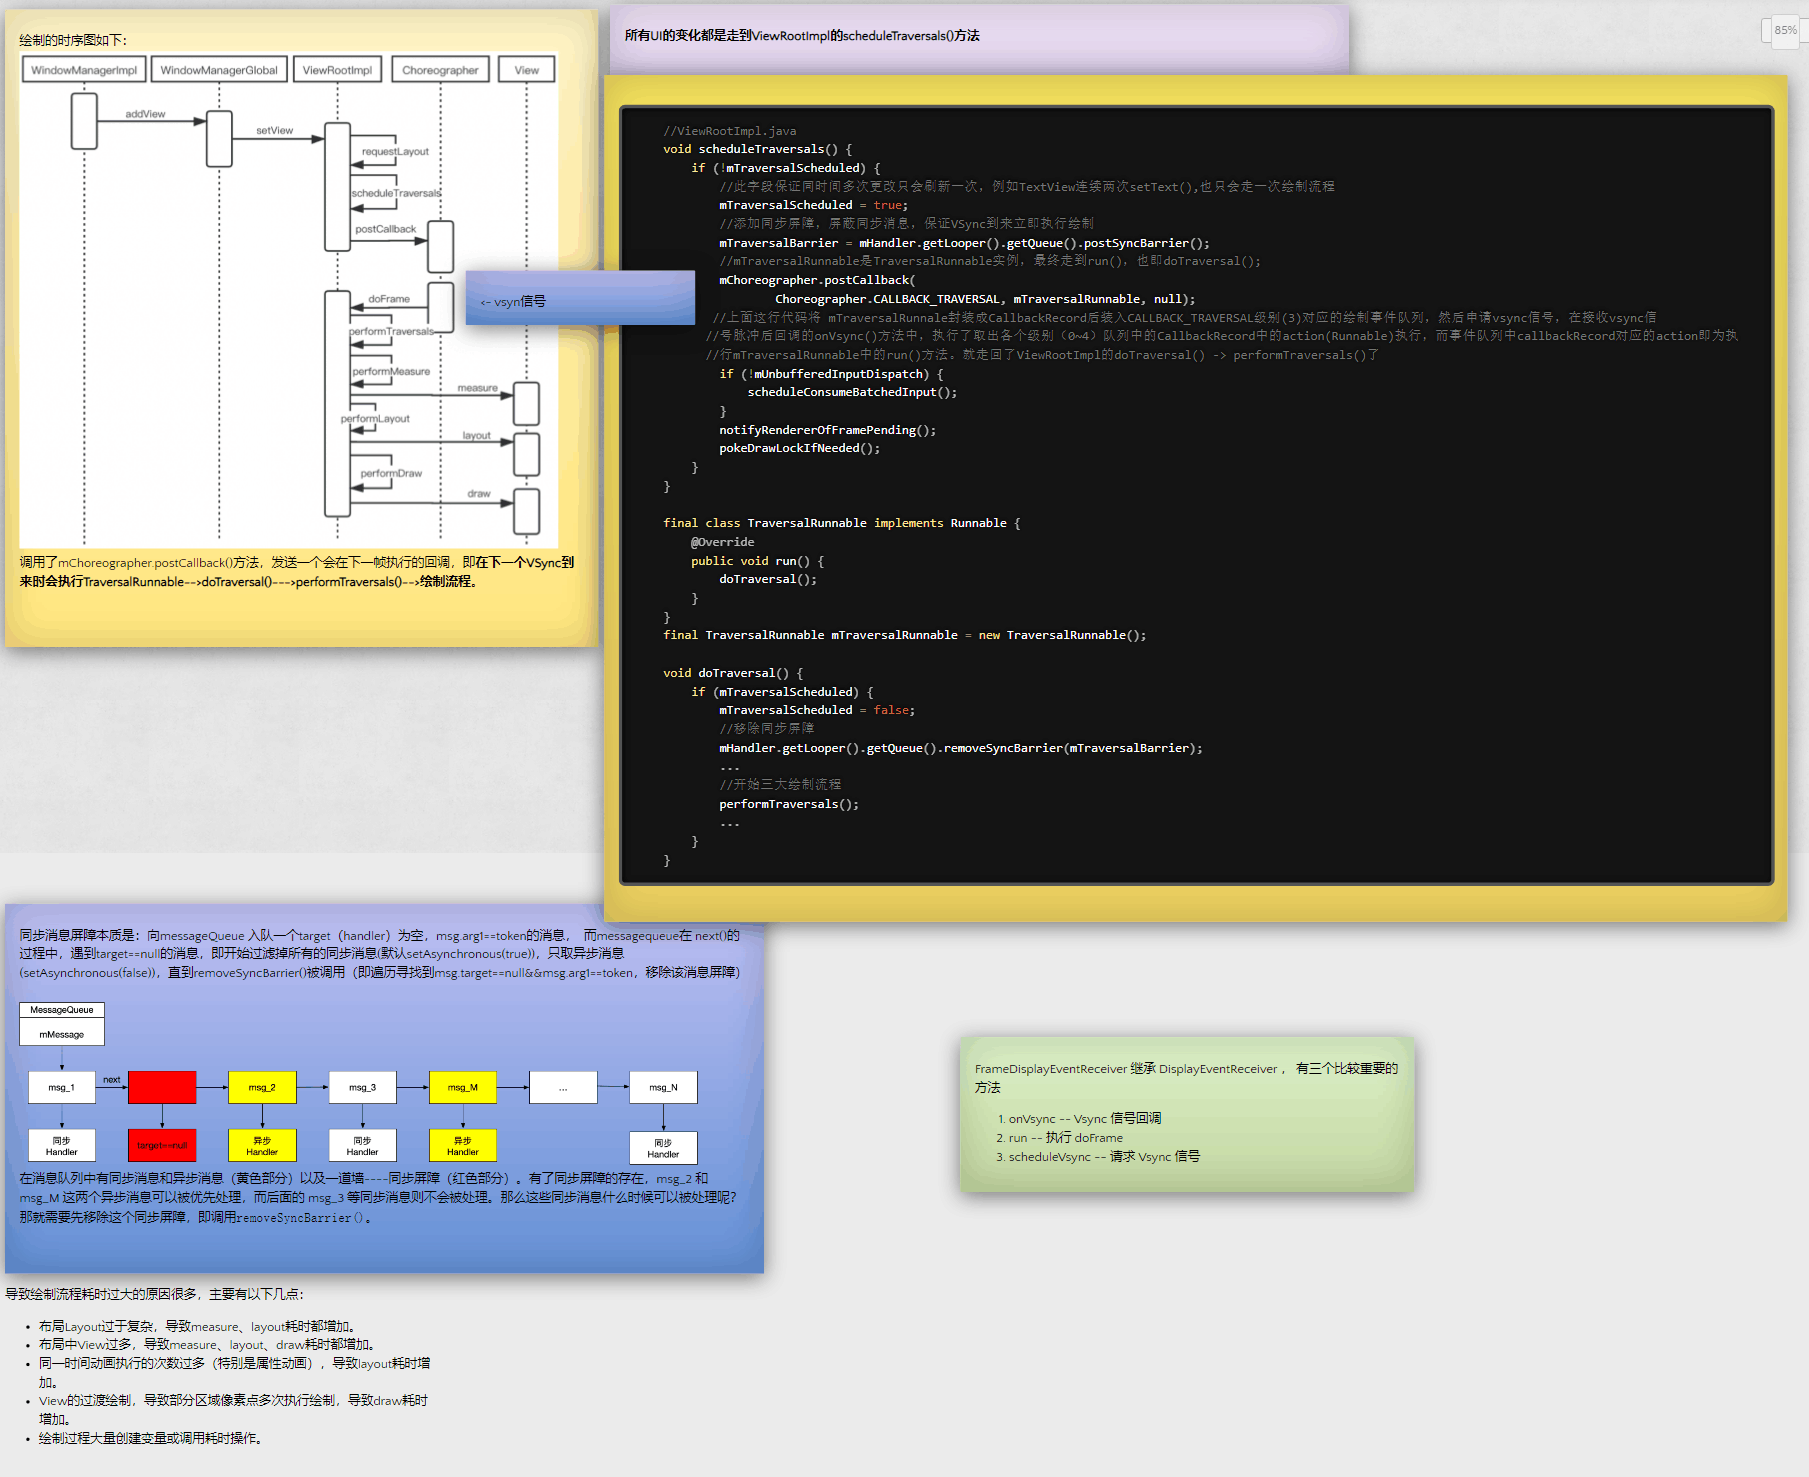 绘制的时序图如下：
WindowManagerImpl WindowManagerGlobal ViewRootImpl Choreographer View
addView
setView
requestLayout
scheduleTraversals
postCallback
doFrame
performTraversals
performMeasure
measure
performLayout
layout
performDraw
draw
<- vsyn信号
调用了mChoreographer.postCallback()方法，发送一个会在下一帧执行的回调，即在下一个VSync到
来时会执行TraversalRunnable-->doTraversal()--->performTraversals()-->绘制流程。
所有UI的变化都是走到ViewRootImpl的scheduleTraversals()方法
85%
//ViewRootImpl.java
void scheduleTraversals() {
if (!mTraversalScheduled) {
//此字段保证同时间多次更改只会刷新一次，例如TextView连续两次setText(),也只会走一次绘制流程
mTraversalScheduled = true;
//添加同步屏障，屏蔽同步消息，保证VSync到来立即执行绘制
mTraversalBarrier = mHandler.getLooper().getQueue().postSyncBarrier();
//mTraversalRunnable是TraversalRunnable实例，最终走到run()，也即doTraversal();
mChoreographer.postCallback(
Choreographer.CALLBACK_TRAVERSAL, mTraversalRunnable, null);
//上面这行代码将 mTraversalRunnale封装成CallbackRecord后装入CALLBACK_TRAVERSAL级别(3)对应的绘制事件队列，然后申请vsync信号，在接收vsync信
//号脉冲后回调的onVsync()方法中，执行了取出各个级别（0~4）队列中的CallbackRecord中的action(Runnable)执行，而事件队列中callbackRecord对应的action即为执
//行mTraversalRunnable中的run()方法。就走回了ViewRootImpl的doTraversal() -> performTraversals()了
if (!mUnbufferedInputDispatch) {
scheduleConsumeBatchedInput();
}
notifyRendererOfFramePending();
pokeDrawLockIfNeeded();
}
}
final class TraversalRunnable implements Runnable {
@Override
public void run() {
doTraversal();
}
}
final TraversalRunnable mTraversalRunnable = new TraversalRunnable();
void doTraversal() {
if (mTraversalScheduled) {
mTraversalScheduled = false;
//移除同步屏障
mHandler.getLooper().getQueue().removeSyncBarrier(mTraversalBarrier);
...
//开始三大绘制流程
performTraversals();
...
}
}
同步消息屏障本质是：向messageQueue 入队一个target（handler）为空，msg.arg1==token的消息， 而messagequeue在 next()的
过程中，遇到target==null的消息，即开始过滤掉所有的同步消息(默认setAsynchronous(true))，只取异步消息
(setAsynchronous(false))，直到removeSyncBarrier()被调用（即遍历寻找到msg.target==null&&msg.arg1==token，移除该消息屏障）
MessageQueue
mMessage
msg_1 next msg_2 msg_3 msg_M ... msg_N
同步 target==null 异步 同步 异步 同步
Handler Handler Handler Handler Handler
在消息队列中有同步消息和异步消息（黄色部分）以及一道墙----同步屏障（红色部分）。有了同步屏障的存在，msg_2 和
msg_M 这两个异步消息可以被优先处理，而后面的 msg_3 等同步消息则不会被处理。那么这些同步消息什么时候可以被处理呢？
那就需要先移除这个同步屏障，即调用removeSyncBarrier()。
FrameDisplayEventReceiver 继承 DisplayEventReceiver ， 有三个比较重要的
方法
1. onVsync -- Vsync 信号回调
2. run -- 执行 doFrame
3. scheduleVsync -- 请求 Vsync 信号
导致绘制流程耗时过大的原因很多，主要有以下几点：
• 布局Layout过于复杂，导致measure、layout耗时都增加。
• 布局中View过多，导致measure、layout、draw耗时都增加。
• 同一时间动画执行的次数过多（特别是属性动画），导致layout耗时增
加。
• View的过渡绘制，导致部分区域像素点多次执行绘制，导致draw耗时
增加。
• 绘制过程大量创建变量或调用耗时操作。